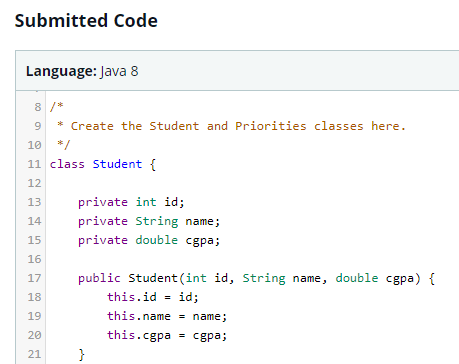 Submitted Code
Language: Java 8
8 /*
9  * Create the Student and Priorities classes here.
10  */
11 class Student {
12
13     private int id;
14     private String name;
15     private double cgpa;
16
17     public Student(int id, String name, double cgpa) {
18         this.id = id;
19         this.name = name;
20         this.cgpa = cgpa;
21     }